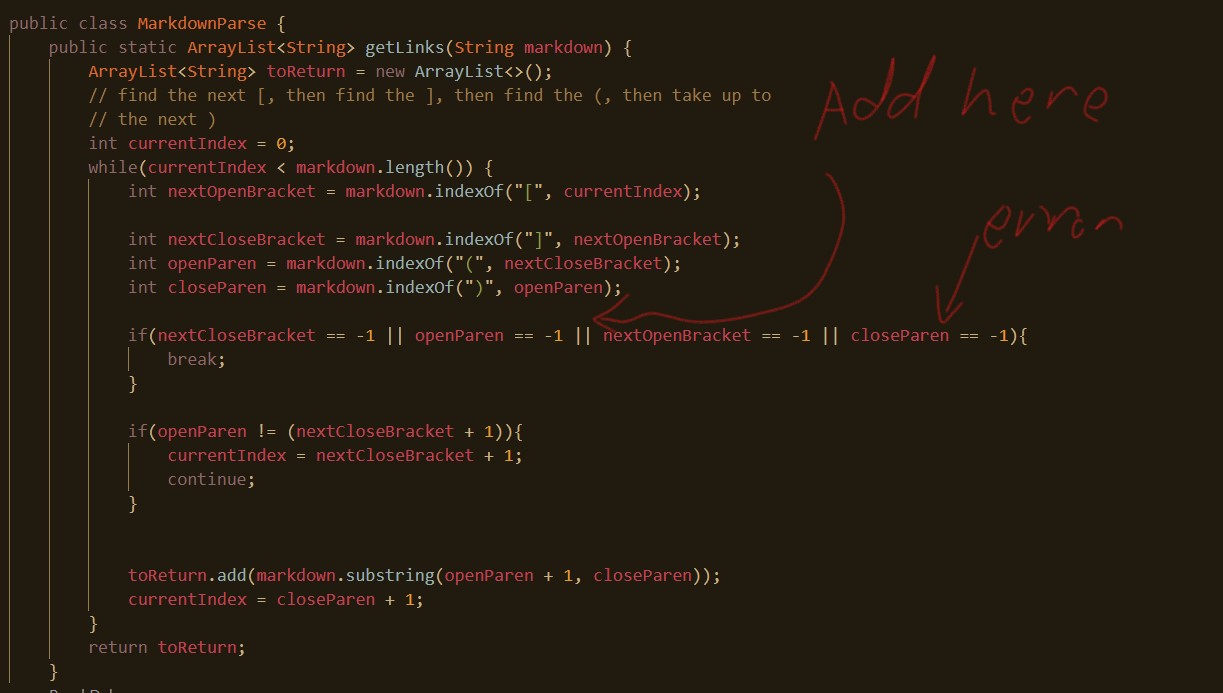 public class MarkdownParse {
public static ArrayList<String> getLinks(String markdown) {
ArrayList<String> toReturn = new ArrayList<>();
// find the next [, then find the ], then find the (, then take up to
// the next )
Add here
int currentIndex = 0;
while(currentIndex < markdown.length()) {
int nextOpenBracket = markdown.indexOf("[", currentIndex);
error
int nextCloseBracket = markdown.indexOf("]", nextOpenBracket);
int openParen = markdown.indexOf("(", nextCloseBracket);
int closeParen = markdown.indexOf(")", openParen);
if(nextCloseBracket == -1 || openParen == -1 || nextOpenBracket == -1 || closeParen == -1){
break;
}
if(openParen != (nextCloseBracket + 1)){
currentIndex = nextCloseBracket + 1;
continue;
}
toReturn.add(markdown.substring(openParen + 1, closeParen));
currentIndex = closeParen + 1;
}
return toReturn;
}